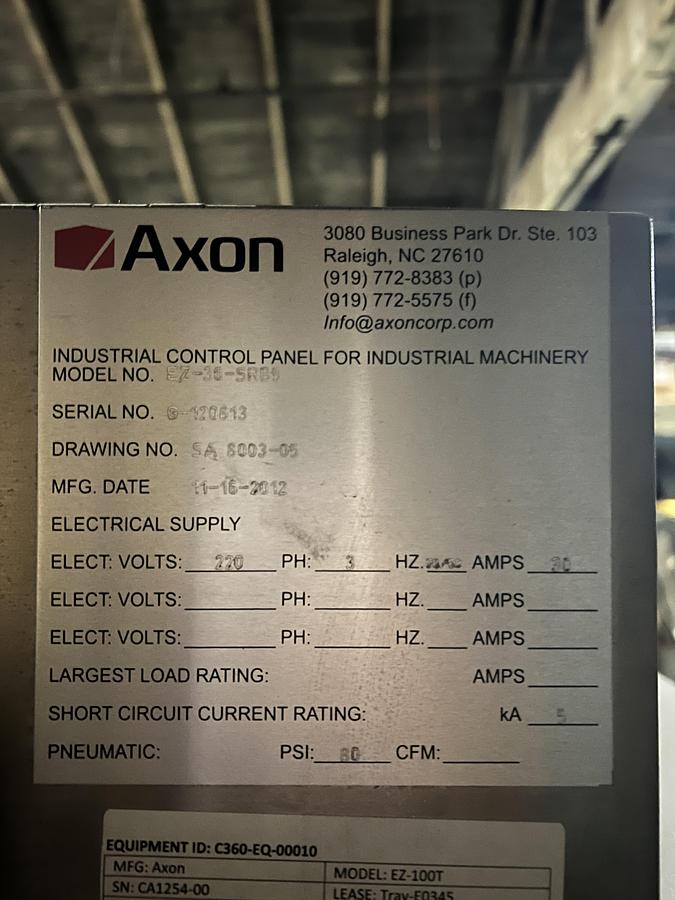 Axon
3080 Business Park Dr. Ste. 103
Raleigh, NC 27610
(919) 772-8383 (p)
(919) 772-5575 (f)
Info@axoncorp.com
INDUSTRIAL CONTROL PANEL FOR INDUSTRIAL MACHINERY
MODEL NO.
SERIAL NO.
DRAWING NO. SA 8003-05
MFG. DATE 11-16-2012
ELECTRICAL SUPPLY
ELECT: VOLTS: 220 PH: 3 HZ. AMPS
ELECT: VOLTS: PH: HZ. AMPS
ELECT: VOLTS: PH: HZ. AMPS
LARGEST LOAD RATING: AMPS
SHORT CIRCUIT CURRENT RATING: kA 5
PNEUMATIC: PSI: 80 CFM:
EQUIPMENT ID: C360-EQ-00010
MFG: Axon MODEL: EZ-100T
SN: CA1254-00 LEASE: Tray-F0345